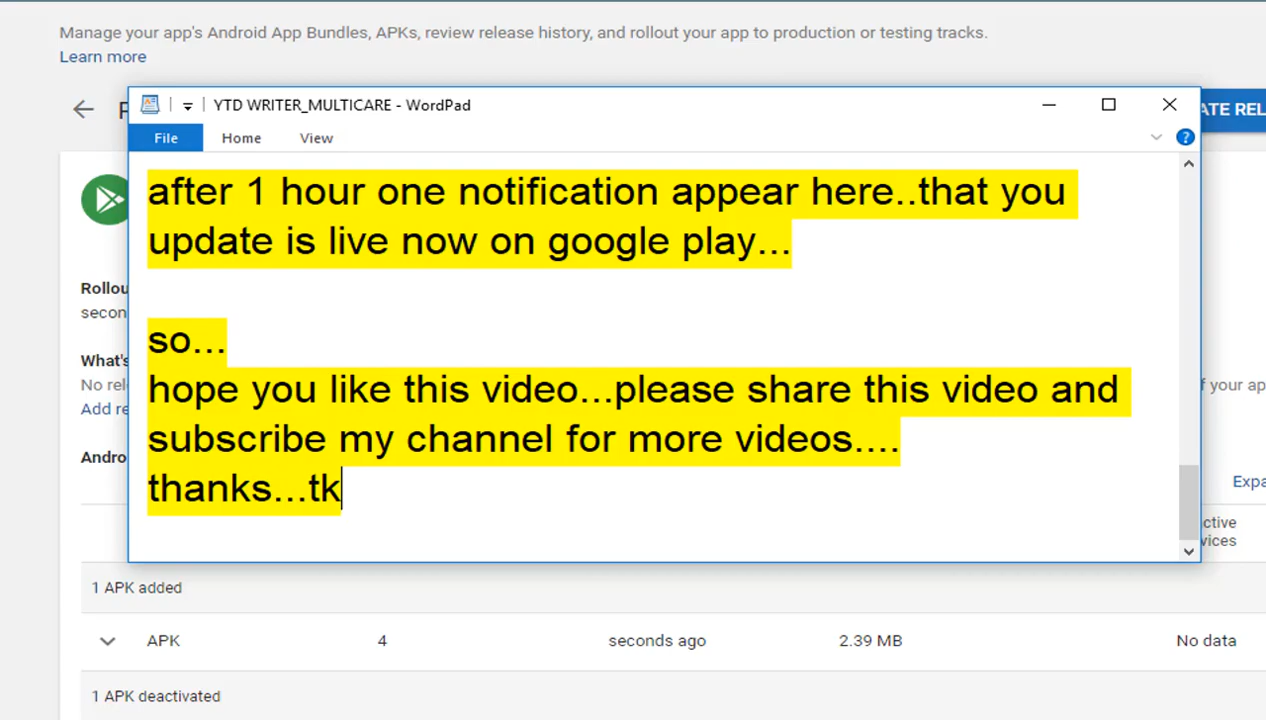 Manage your app's Android App Bundles, APKs, review release history, and rollout your app to production or testing tracks.
Learn more
YTD WRITER_MULTICARE - WordPad
ATE REL
File Home View
after 1 hour one notification appear here..that you
update is live now on google play...
Rollou
secon
so...
What's
hope you like this video...please share this video and
No rel
of your ap
Add re
subscribe my channel for more videos....
Andro
thanks...tk
Expa
ctive
vices
1 APK added
APK 4 seconds ago 2.39 MB No data
1 APK deactivated